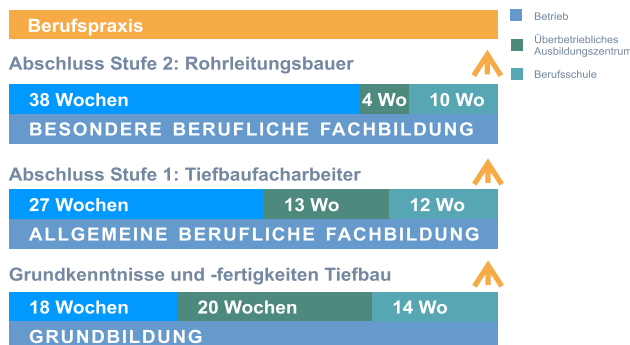 Berufspraxis
Abschluss Stufe 2: Rohrleitungsbauer
38 Wochen 4 Wo 10 Wo
BESONDERE BERUFLICHE FACHBILDUNG
Abschluss Stufe 1: Tiefbaufacharbeiter
27 Wochen 13 Wo 12 Wo
ALLGEMEINE BERUFLICHE FACHBILDUNG
Grundkenntnisse und -fertigkeiten Tiefbau
18 Wochen 20 Wochen 14 Wo
GRUNDBILDUNG
Betrieb
Überbetriebliches
Ausbildungszentrum
Berufsschule